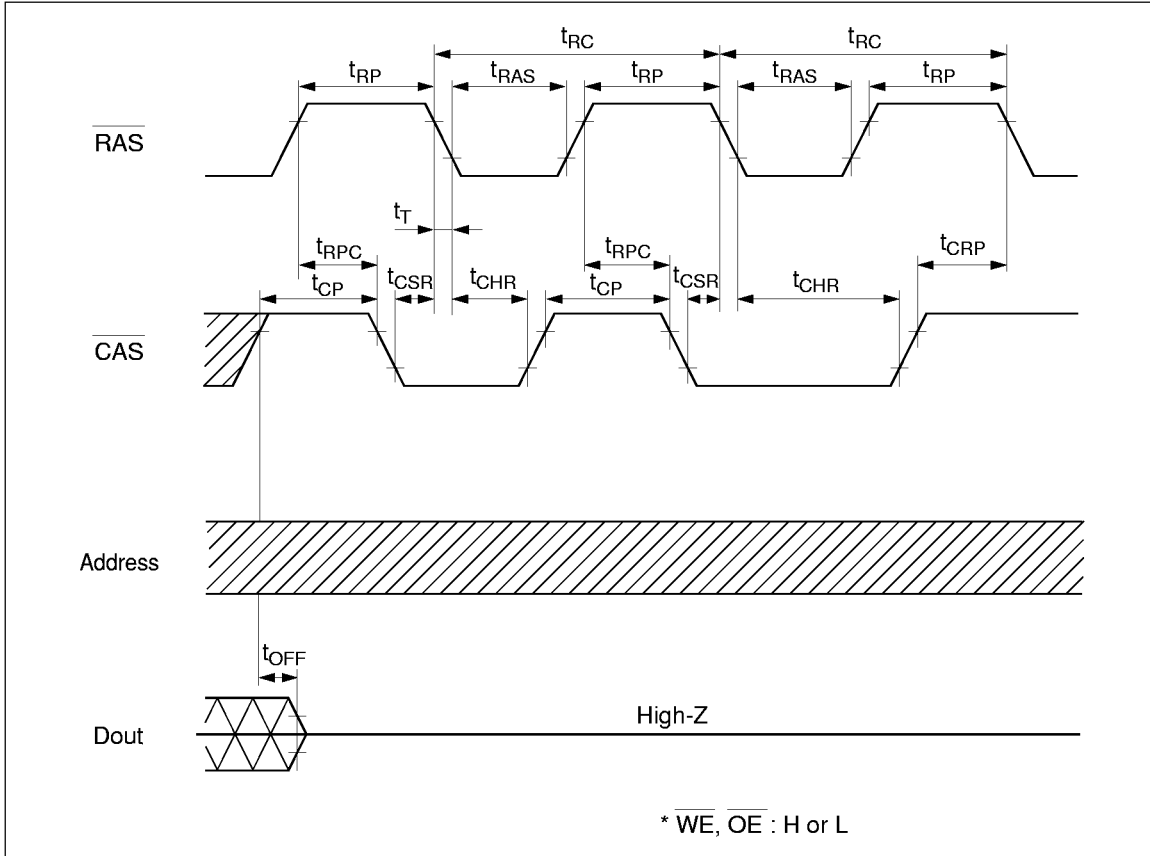 tRC tRC
tRP tRAS tRP tRAS tRP
RAS
tT
tRPC tRPC tCRP
tCP tCSR tCHR tCP tCSR tCHR
CAS
Address
tOFF
Dout High-Z
* WE, OE : H or L